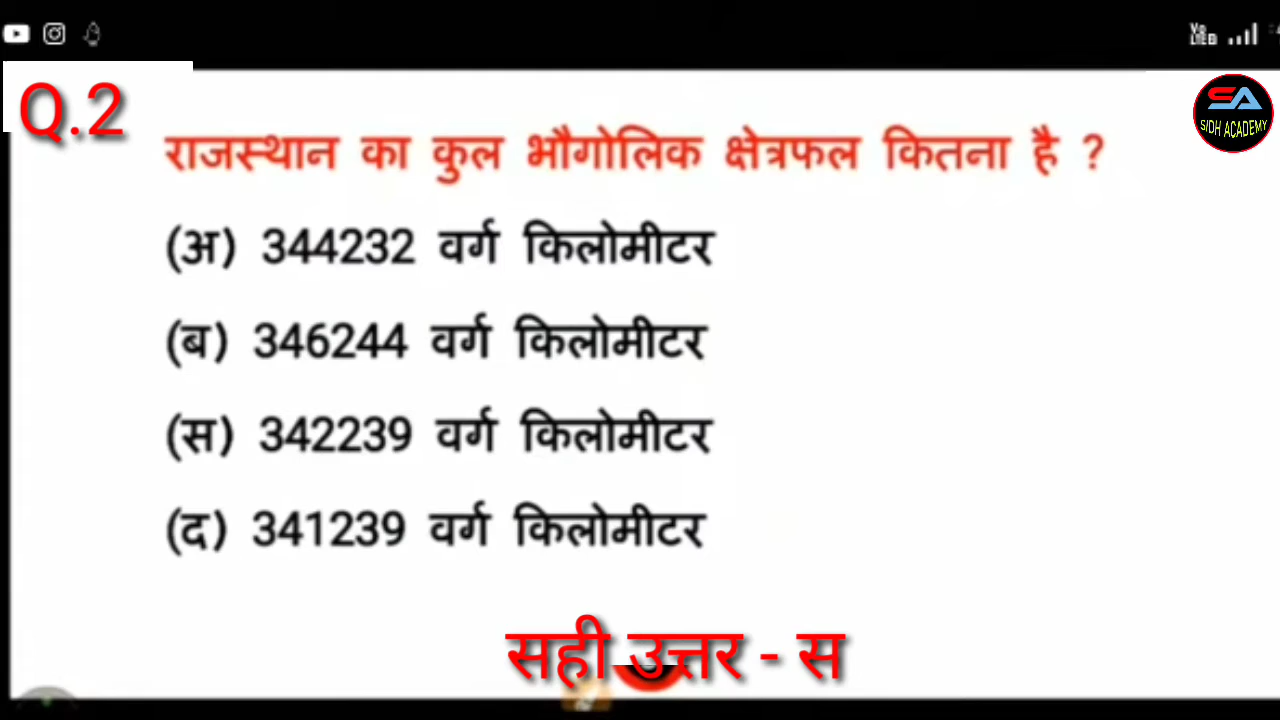 Q.2
SA
SIDH ACADEMY
राजस्थान का कुल भौगोलिक क्षेत्रफल कितना है ?
(अ) 344232 वर्ग किलोमीटर
(ब) 346244 वर्ग किलोमीटर
(स) 342239 वर्ग किलोमीटर
(द) 341239 वर्ग किलोमीटर
सही उत्तर - स